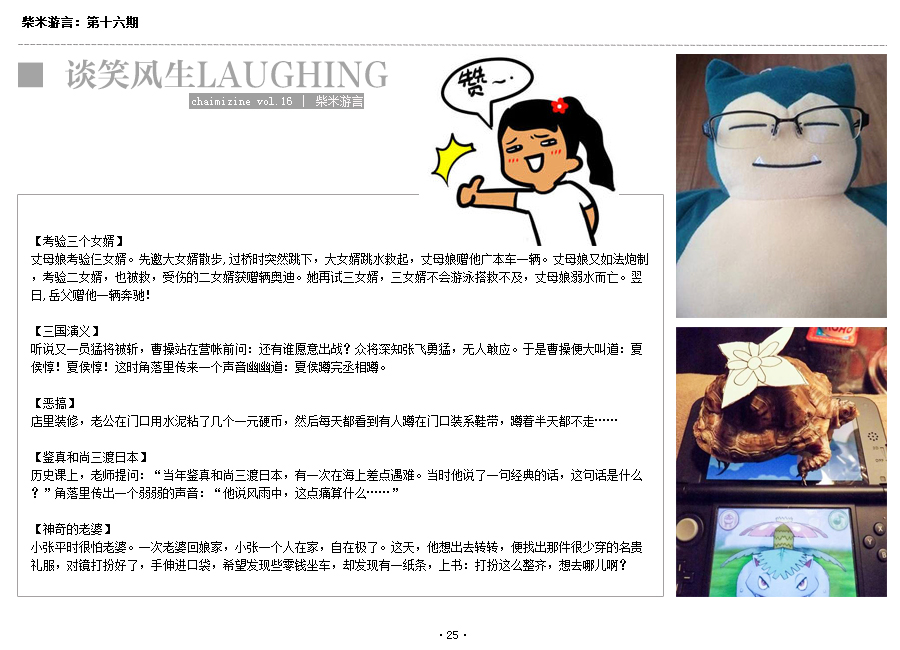 柴米游言：第十六期
谈笑风生LAUGHING
chaimizine vol.16 | 柴米游言
赞~·
【考验三个女婿】
丈母娘考验仨女婿。先邀大女婿散步,过桥时突然跳下，大女婿跳水救起，丈母娘赠他广本车一辆。丈母娘又如法炮制
，考验二女婿，也被救，受伤的二女婿获赠辆奥迪。她再试三女婿，三女婿不会游泳搭救不及，丈母娘溺水而亡。翌
日,岳父赠他一辆奔驰！
【三国演义】
听说又一员猛将被斩，曹操站在营帐前问：还有谁愿意出战？众将深知张飞勇猛，无人敢应。于是曹操便大叫道：夏
侯惇！夏侯惇！这时角落里传来一个声音幽幽道：夏侯蹲完丞相蹲。
【恶搞】
店里装修，老公在门口用水泥粘了几个一元硬币，然后每天都看到有人蹲在门口装系鞋带，蹲着半天都不走……
【鉴真和尚三渡日本】
历史课上，老师提问：“当年鉴真和尚三渡日本，有一次在海上差点遇难。当时他说了一句经典的话，这句话是什么
？”角落里传出一个弱弱的声音：“他说风雨中，这点痛算什么……”
【神奇的老婆】
小张平时很怕老婆。一次老婆回娘家，小张一个人在家，自在极了。这天，他想出去转转，便找出那件很少穿的名贵
礼服，对镜打扮好了，手伸进口袋，希望发现些零钱坐车，却发现有一纸条，上书：打扮这么整齐，想去哪儿啊？
·25·